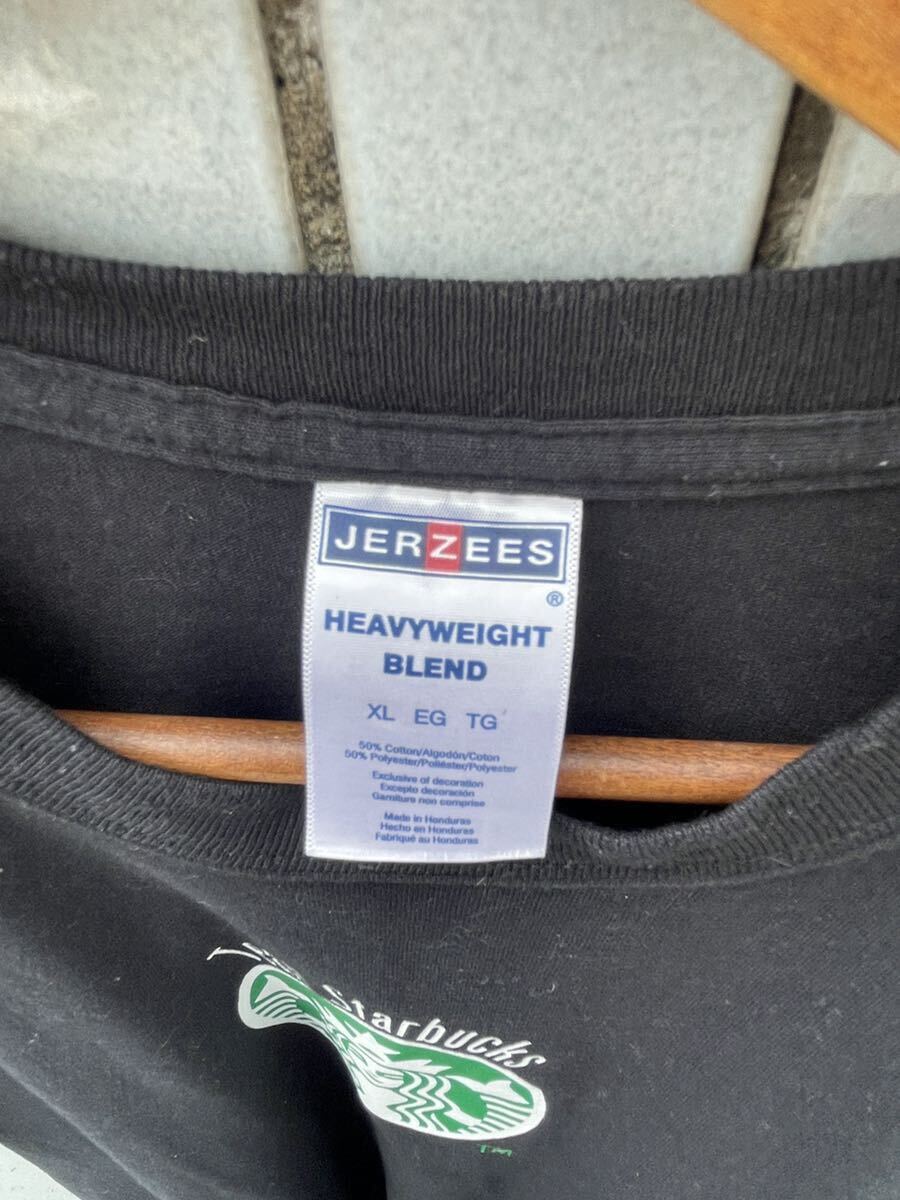 JERZEES
®
HEAVYWEIGHT
BLEND
XL EG TG
50% Cotton/Algodón/Coton
50% Polyester/Poliéster/Polyester
Exclusive of decoration
Excepto decoración
Garniture non comprise
Made in Honduras
Hecho en Honduras
Fabriqué au Honduras
Starbucks
TM